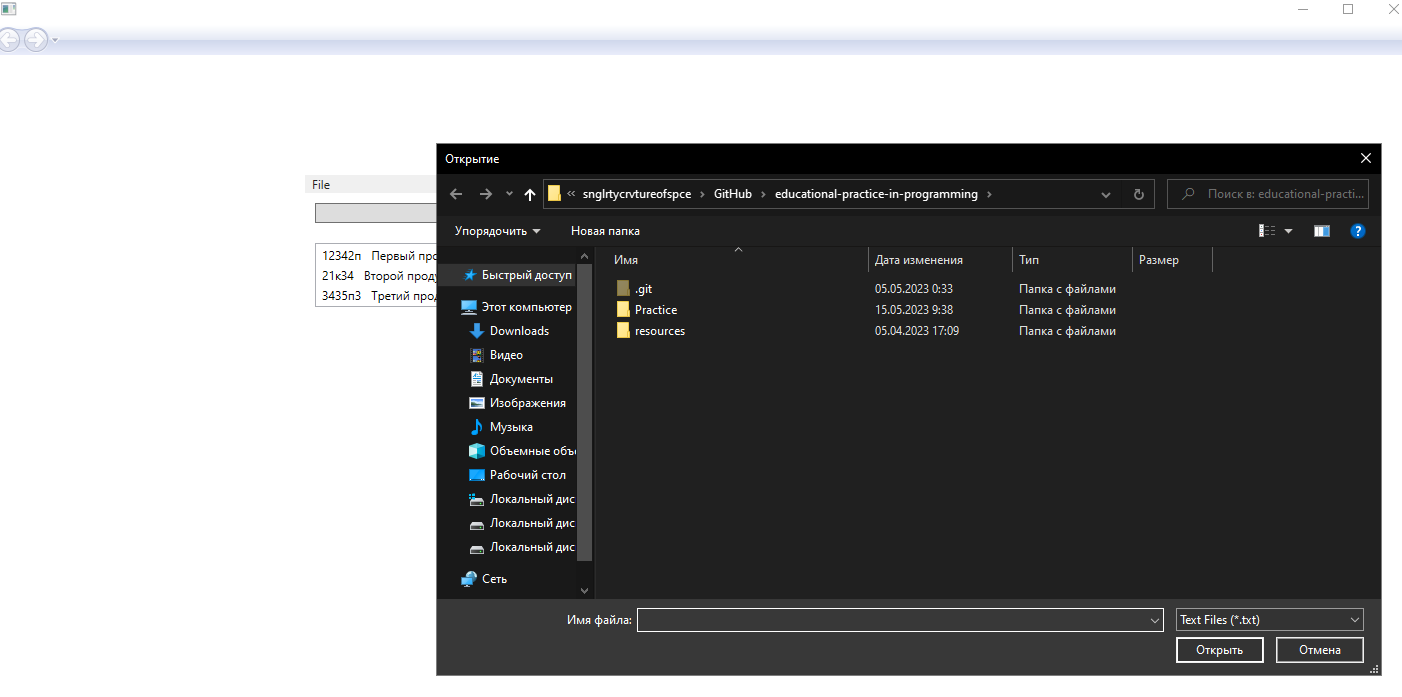 Открытие
« snglrtycrvtureofspce › GitHub › educational-practice-in-programming ›
Поиск в: educational-practi...
File
Упорядочить
Новая папка
?
12342п Первый про
21к34 Второй проду
3435п3 Третий прод
Имя Дата изменения Тип Размер
.git 05.05.2023 0:33 Папка с файлами
Practice 15.05.2023 9:38 Папка с файлами
resources 05.04.2023 17:09 Папка с файлами
Быстрый доступ
Этот компьютер
Downloads
Видео
Документы
Изображения
Музыка
Объемные объе
Рабочий стол
Локальный дис
Локальный дис
Локальный дис
Сеть
Имя файла:
Text Files (*.txt)
Открыть
Отмена